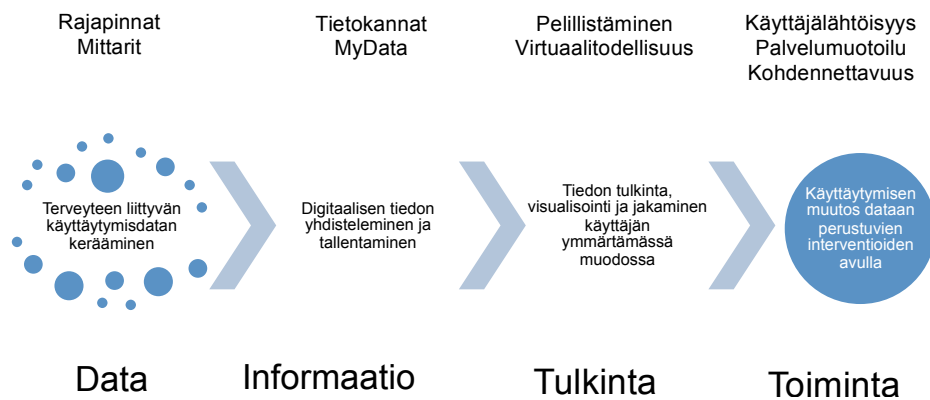 Rajapinnat
Mittarit
Tietokannat
MyData
Pelillistäminen
Virtuaalitodellisuus
Käyttäjälähtöisyys
Palvelumuotoilu
Kohdennettavuus
Terveyteen liittyvän
käyttäytymisdatan
kerääminen
Digitaalisen tiedon
yhdisteleminen ja
tallentaminen
Tiedon tulkinta,
visualisointi ja jakaminen
käyttäjän
ymmärtämässä
muodossa
Käyttäytymisen
muutos dataan
perustuvien
interventioiden
avulla
Data
Informaatio
Tulkinta
Toiminta